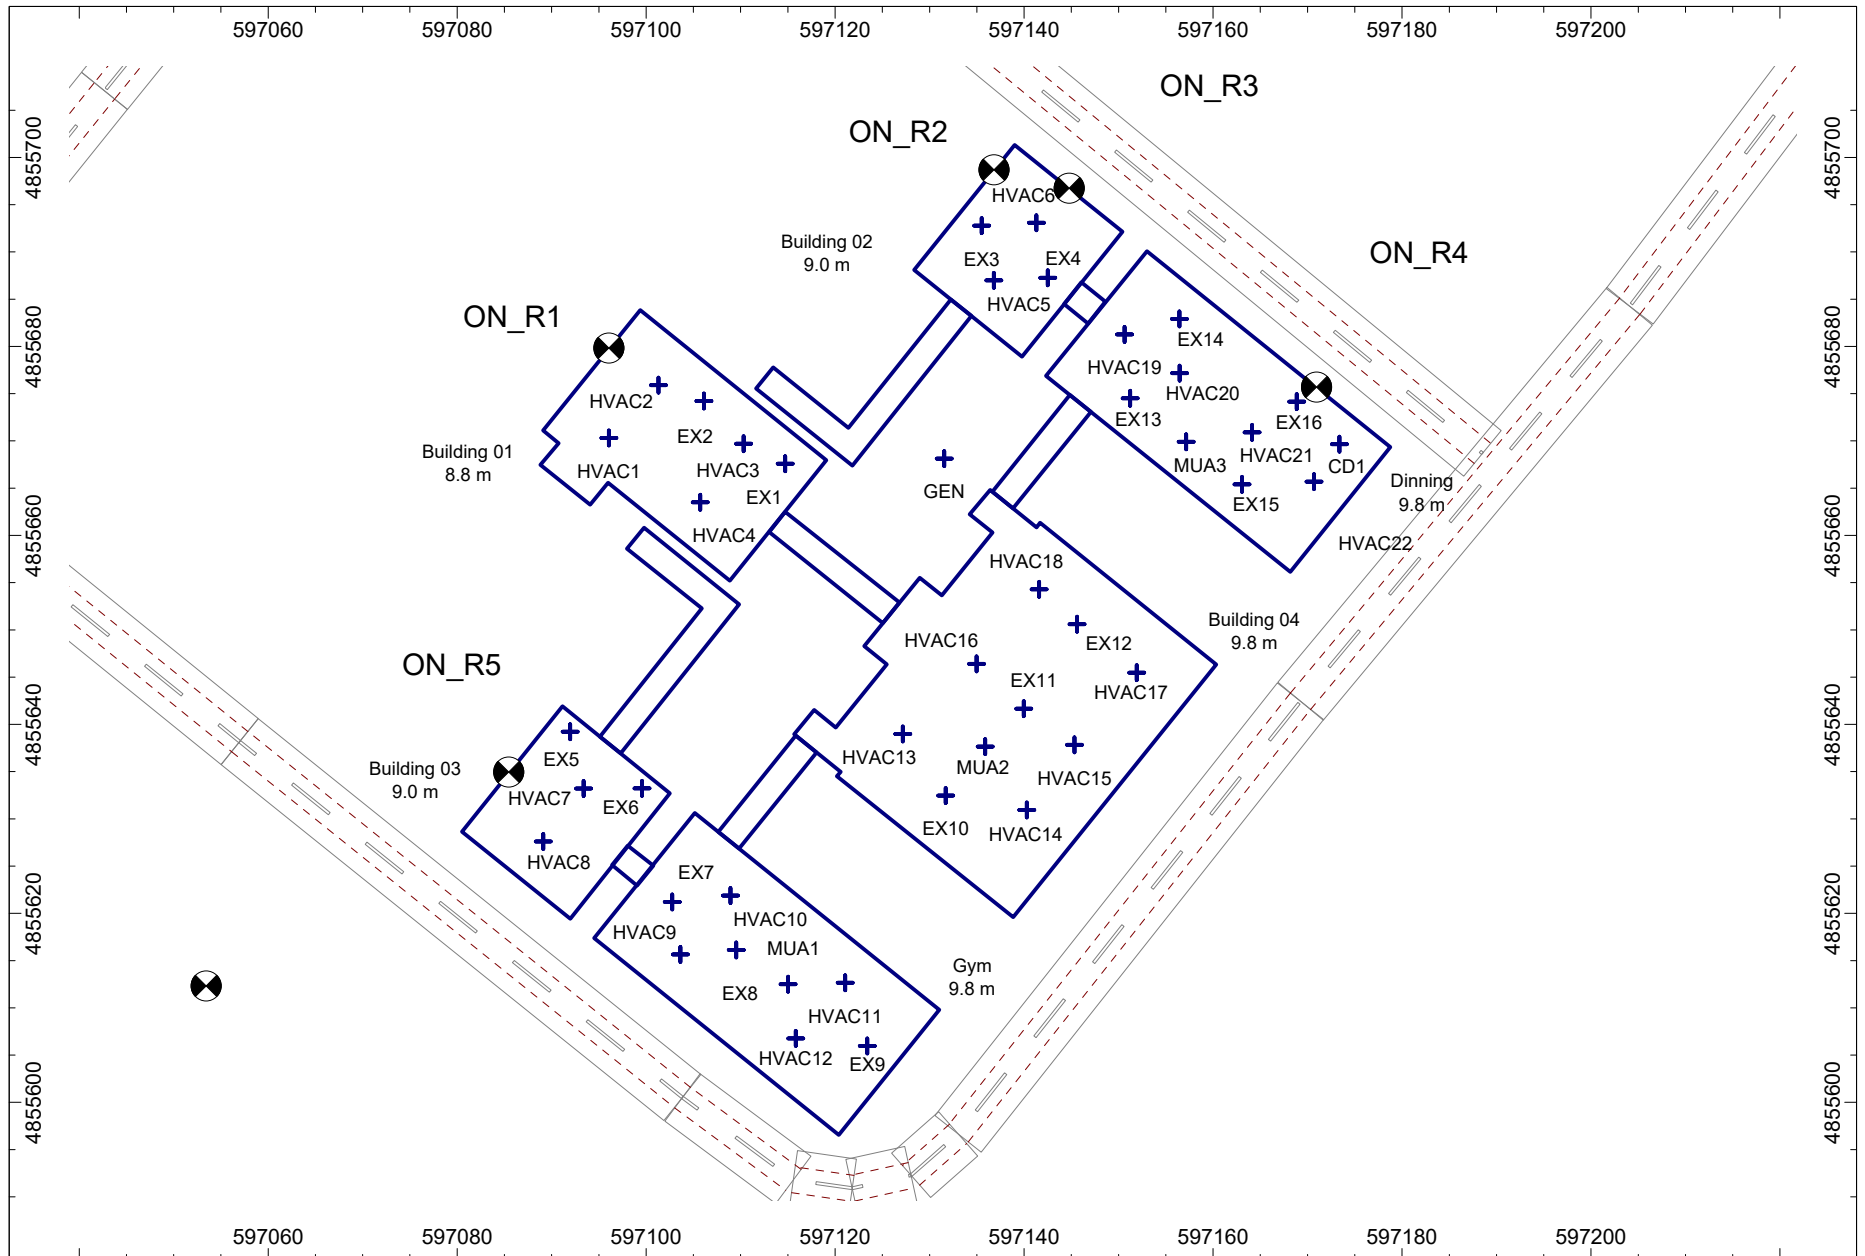 597060 597080 597100 597120 597140 597160 597180 597200
ON_R3
ON_R2
4855700
4855700
HVAC6
Building 02
9.0 m
ON_R4
EX3
EX4
HVAC5
ON_R1
4855680
4855680
EX14
HVAC19
HVAC20
HVAC2
EX13
EX16
EX2
Building 01
8.8 m
HVAC1
HVAC3
HVAC21
MUA3
CD1
Dinning
9.8 m
GEN
EX1
EX15
HVAC4
HVAC22
4855660
4855660
HVAC18
Building 04
9.8 m
HVAC16
EX12
ON_R5
EX11
HVAC17
4855640
4855640
EX5
HVAC13
MUA2
Building 03
9.0 m
HVAC15
HVAC7
EX6
EX10
HVAC14
HVAC8
EX7
4855620
4855620
HVAC10
HVAC9
MUA1
Gym
9.8 m
EX8
HVAC11
HVAC12
EX9
4855600
4855600
597060 597080 597100 597120 597140 597160 597180 597200